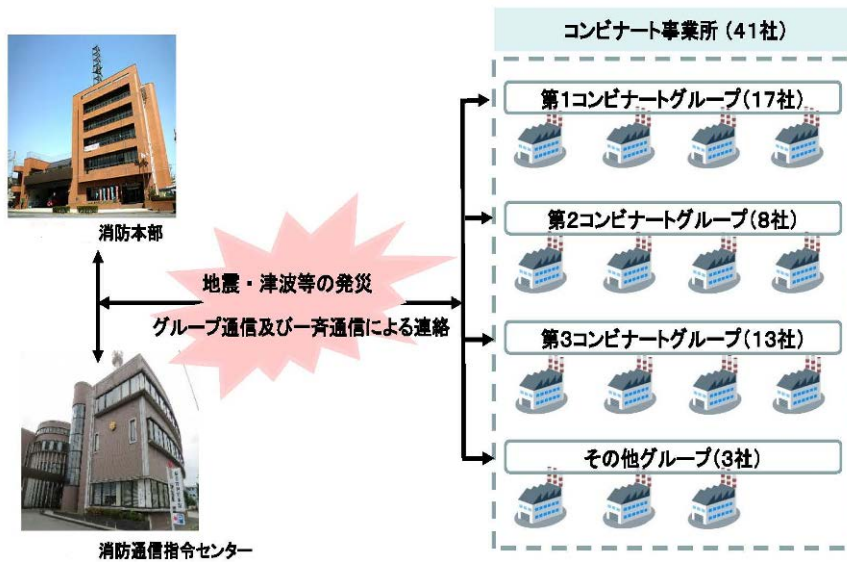 消防本部
地震・津波等の発災
グループ通信及び一斉通信による連絡
消防通信指令センター
コンビナート事業所(41社)
第1コンビナートグループ(17社)
第2コンビナートグループ(8社)
第3コンビナートグループ(13社)
その他グループ(3社)